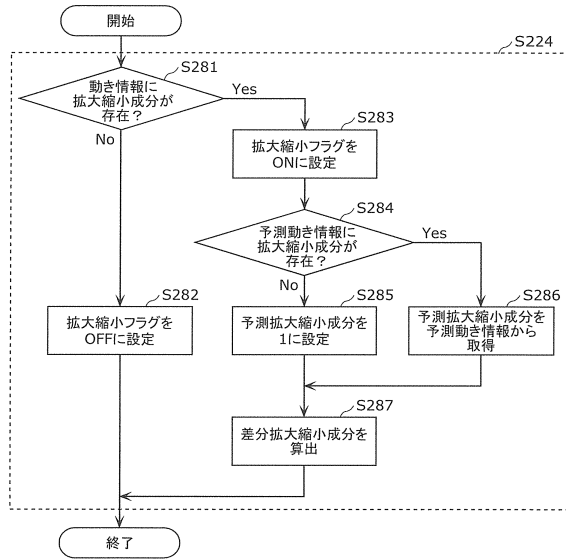 開始
S224
S281
動き情報に
拡大縮小成分が
存在？
Yes
No
S283
拡大縮小フラグを
ONに設定
S284
予測動き情報に
拡大縮小成分が
存在？
Yes
No
S282
拡大縮小フラグを
OFFに設定
S285
予測拡大縮小成分を
1に設定
S286
予測拡大縮小成分を
予測動き情報から
取得
S287
差分拡大縮小成分を
算出
終了